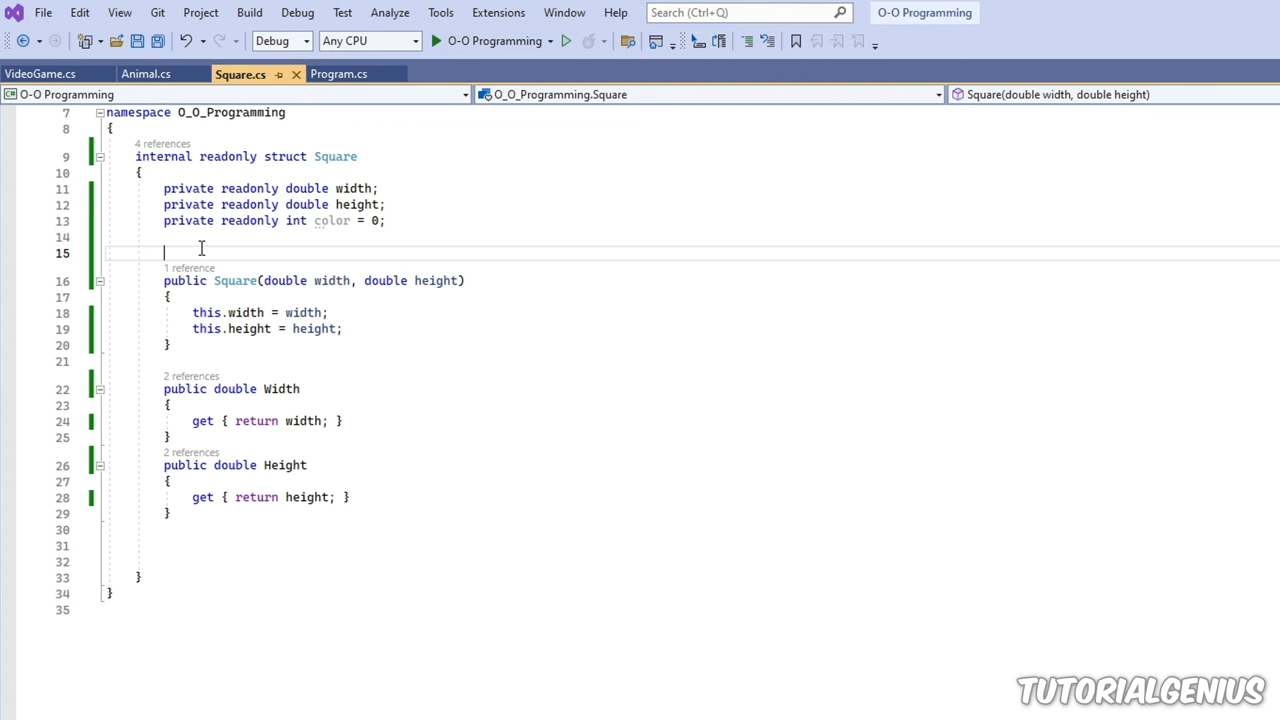 File Edit View Git Project Build Debug Test Analyze Tools Extensions Window Help Search (Ctrl+Q) O-O Programming
Debug Any CPU O-O Programming
VideoGame.cs Animal.cs Square.cs Program.cs
O-O Programming O_O_Programming.Square Square(double width, double height)
7 namespace O_O_Programming
8 {
4 references
9 internal readonly struct Square
10 {
11 private readonly double width;
12 private readonly double height;
13 private readonly int color = 0;
14
15
1 reference
16 public Square(double width, double height)
17 {
18 this.width = width;
19 this.height = height;
20 }
21
2 references
22 public double Width
23 {
24 get { return width; }
25 }
2 references
26 public double Height
27 {
28 get { return height; }
29 }
30
31
32
33 }
34 }
35
TUTORIALGENIUS